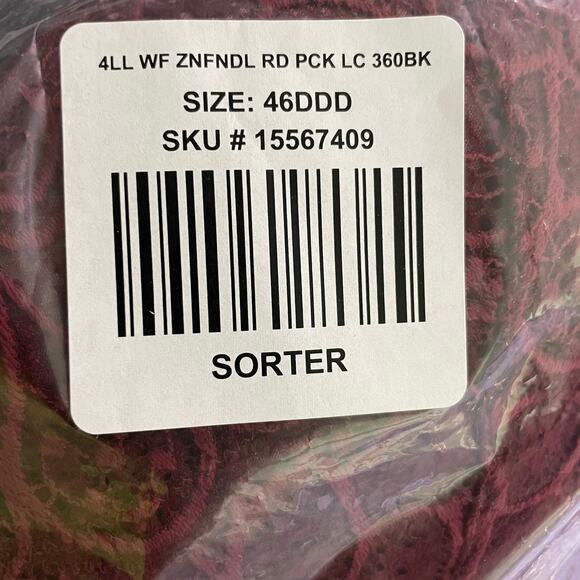 4LL WF ZNFNDL RD PCK LC 360BK
SIZE: 46DDD
SKU # 15567409
SORTER